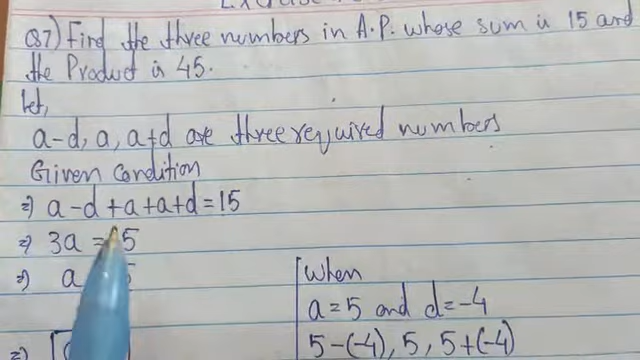 Q7) Find the three numbers in A.P. whose sum is 15 and
the Product is 45.
Let,
a-d, a, a+d are three required numbers
Given Condition
⇒ a-d+a+a+d=15
⇒ 3a = 15
⇒ a
When
a=5 and d=-4
5-(-4), 5, 5+(-4)